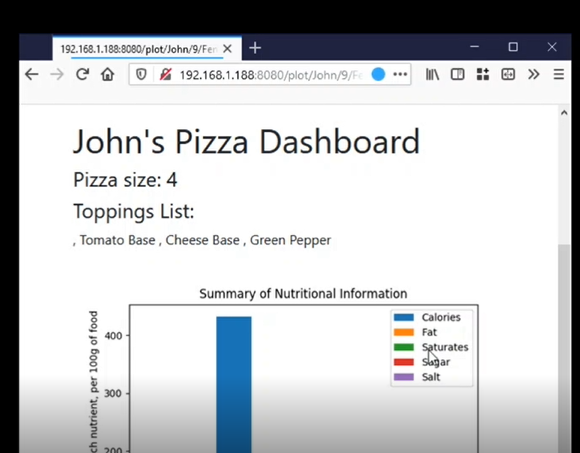 192.168.1.188:8080/plot/John/9/Fer
192.168.1.188:8080/plot/John/9/Fe
John's Pizza Dashboard
Pizza size: 4
Toppings List:
, Tomato Base , Cheese Base , Green Pepper
Summary of Nutritional Information
Calories
Fat
Saturates
Sugar
Salt
ch nutrient, per 100g of food
400
300
200